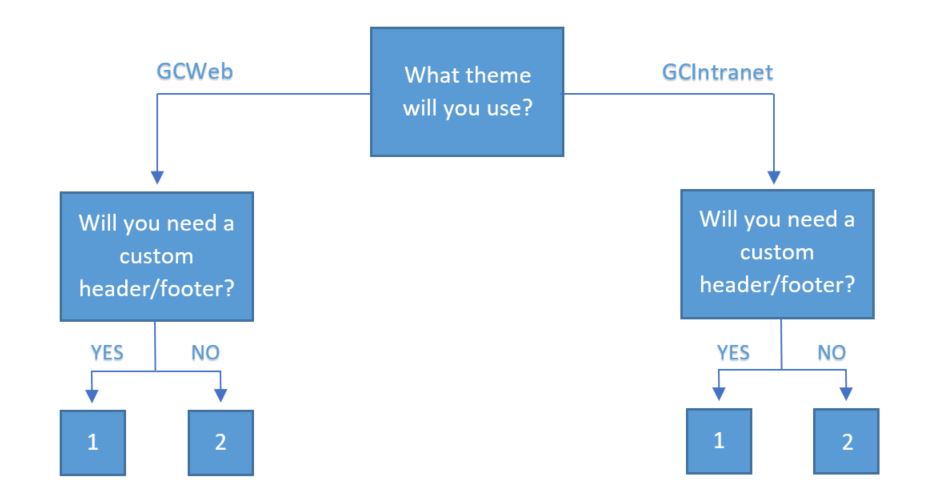 GCWeb
What theme
will you use?
GCIntranet
Will you need a
custom
header/footer?
YES
NO
1
2
Will you need a
custom
header/footer?
YES
NO
1
2